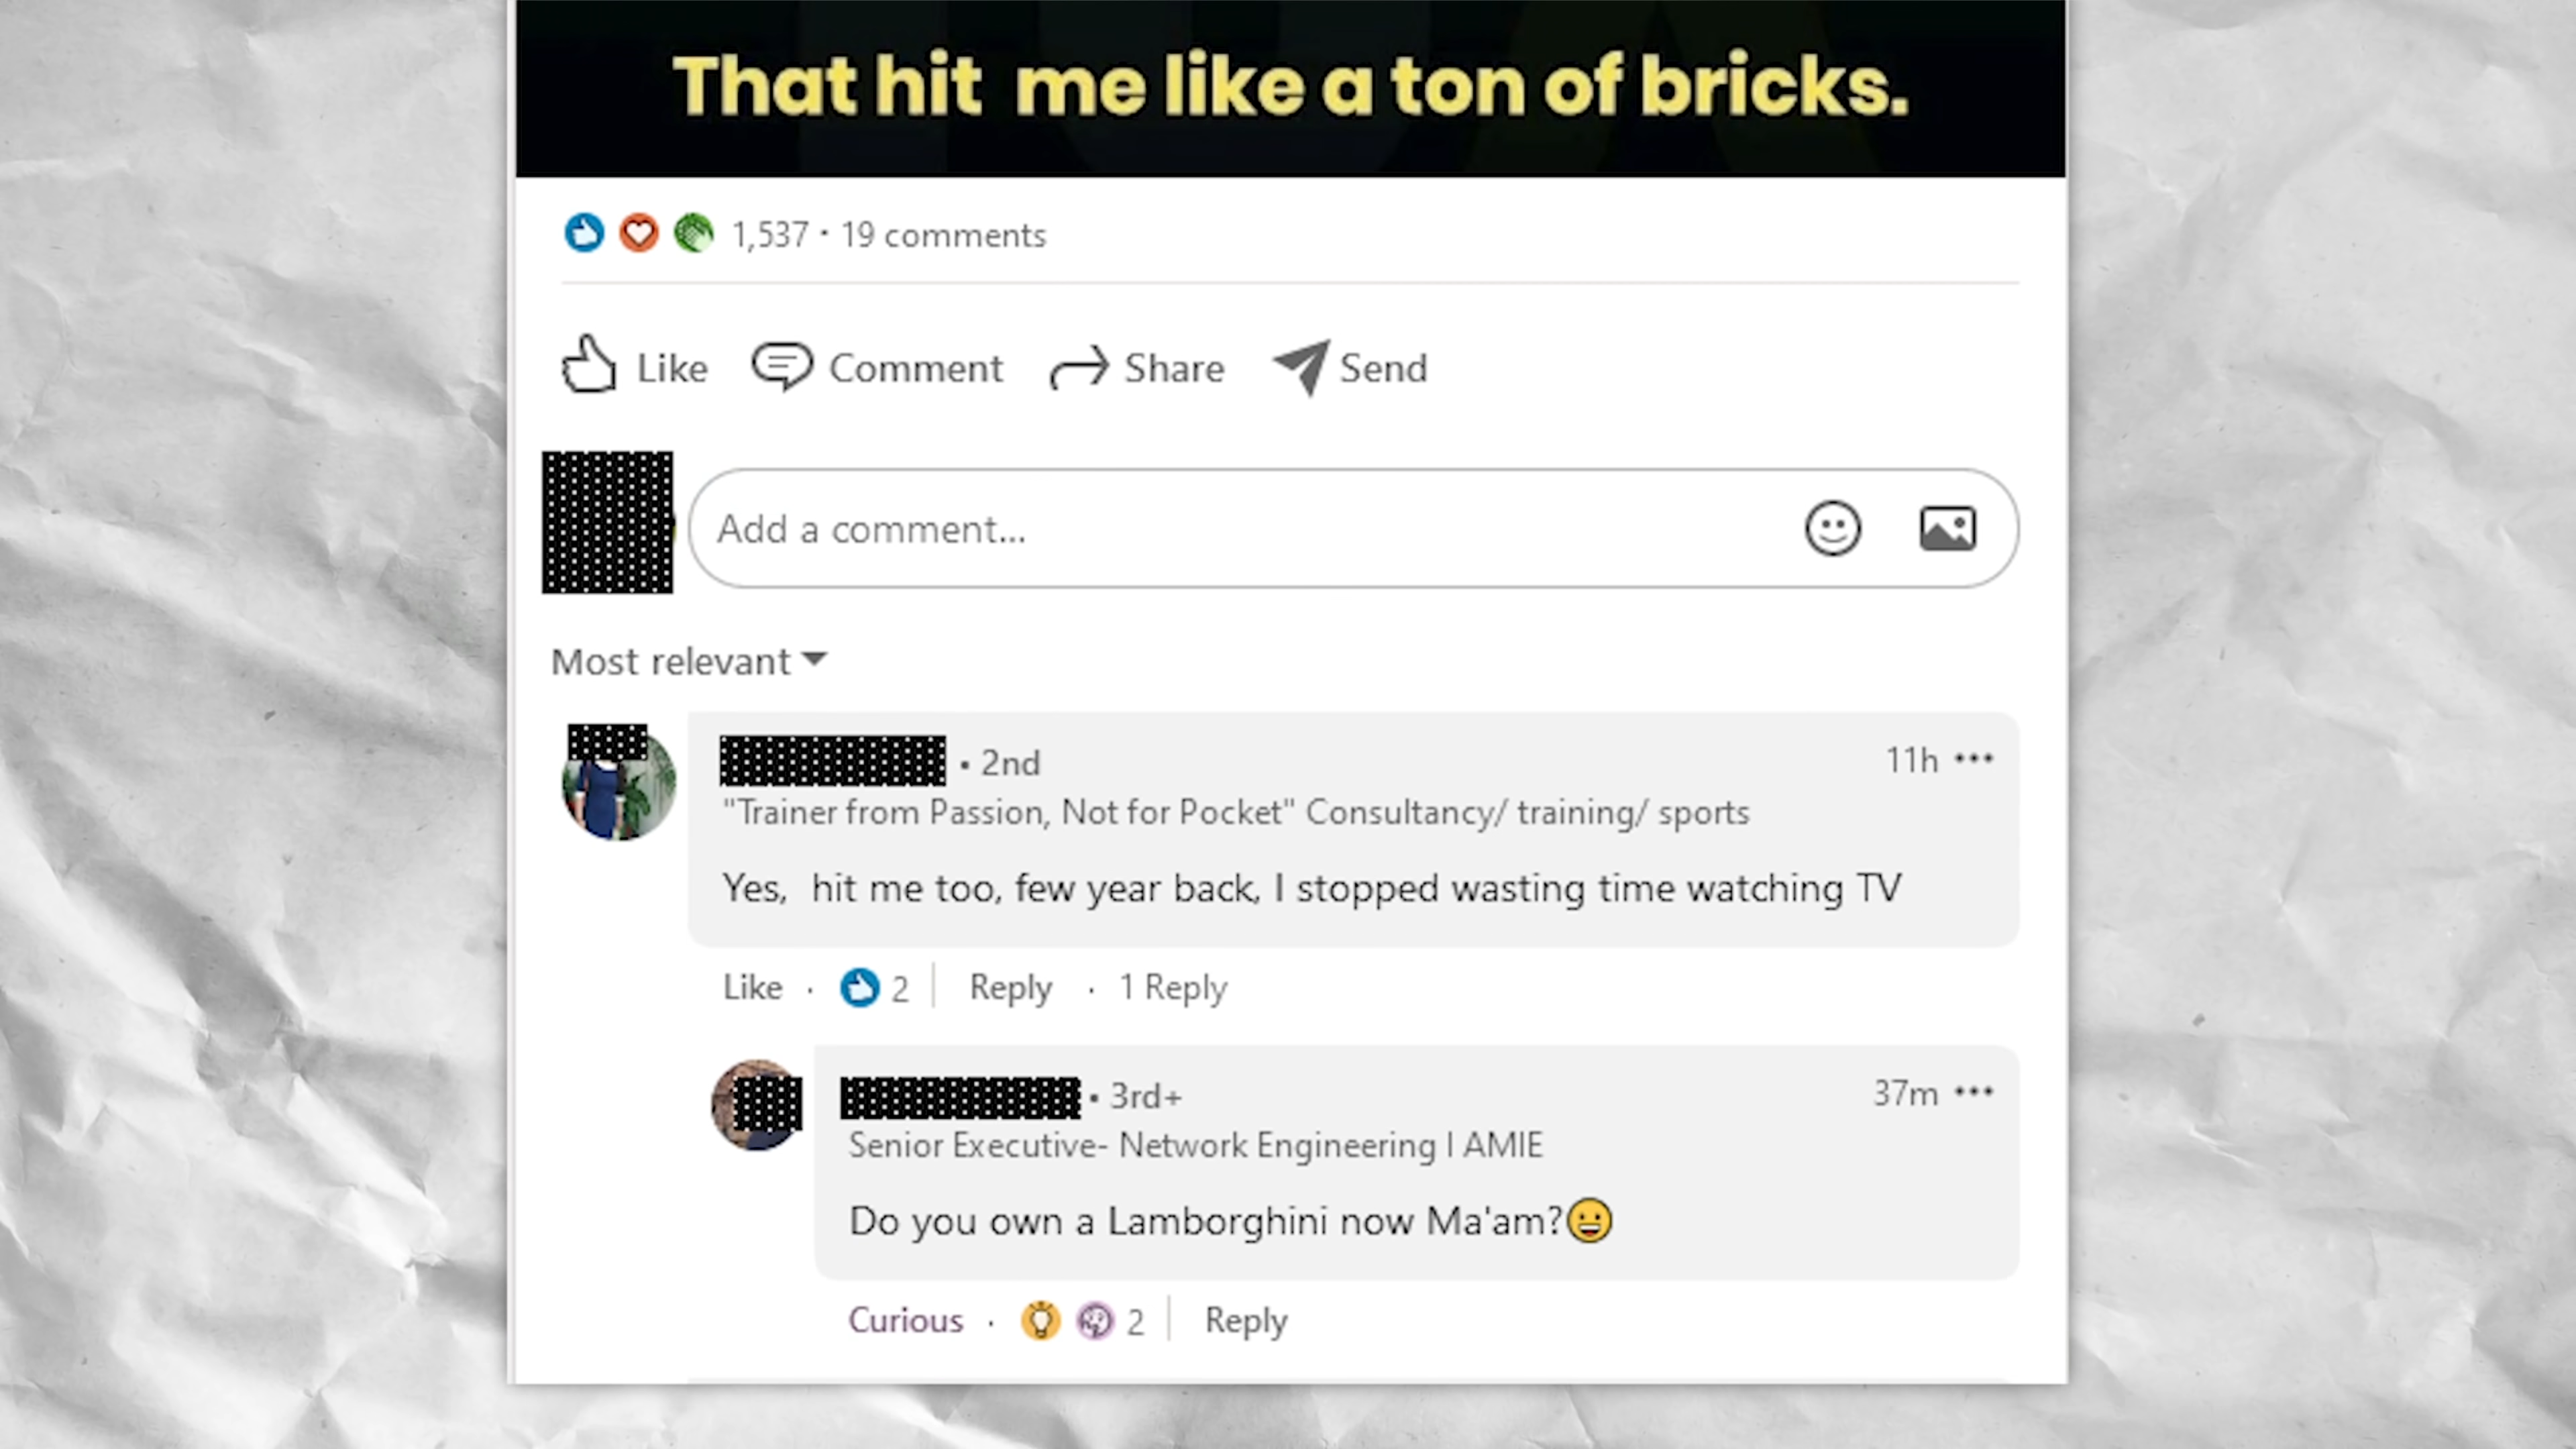 That hit me like a ton of bricks.
1,537 • 19 comments
Like Comment Share Send
Add a comment...
Most relevant
• 2nd 11h
"Trainer from Passion, Not for Pocket" Consultancy/ training/ sports
Yes, hit me too, few year back, I stopped wasting time watching TV
Like · 2 Reply · 1 Reply
• 3rd+ 37m
Senior Executive- Network Engineering I AMIE
Do you own a Lamborghini now Ma'am?😀
Curious · 2 Reply